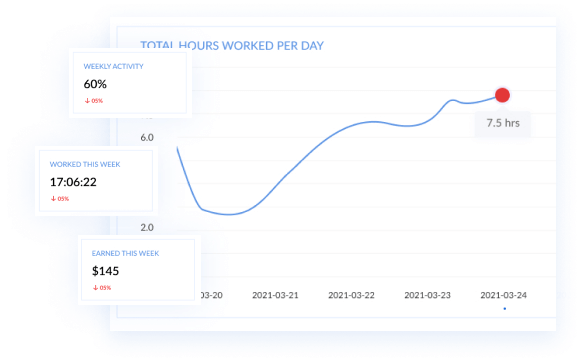 TOTAL HOURS WORKED PER DAY
WEEKLY ACTIVITY
60%
↓ 05%
6.0
7.5 hrs
WORKED THIS WEEK
17:06:22
↓ 05%
2.0
EARNED THIS WEEK
$145
↓ 05%
03-20 2021-03-21 2021-03-22 2021-03-23 2021-03-24